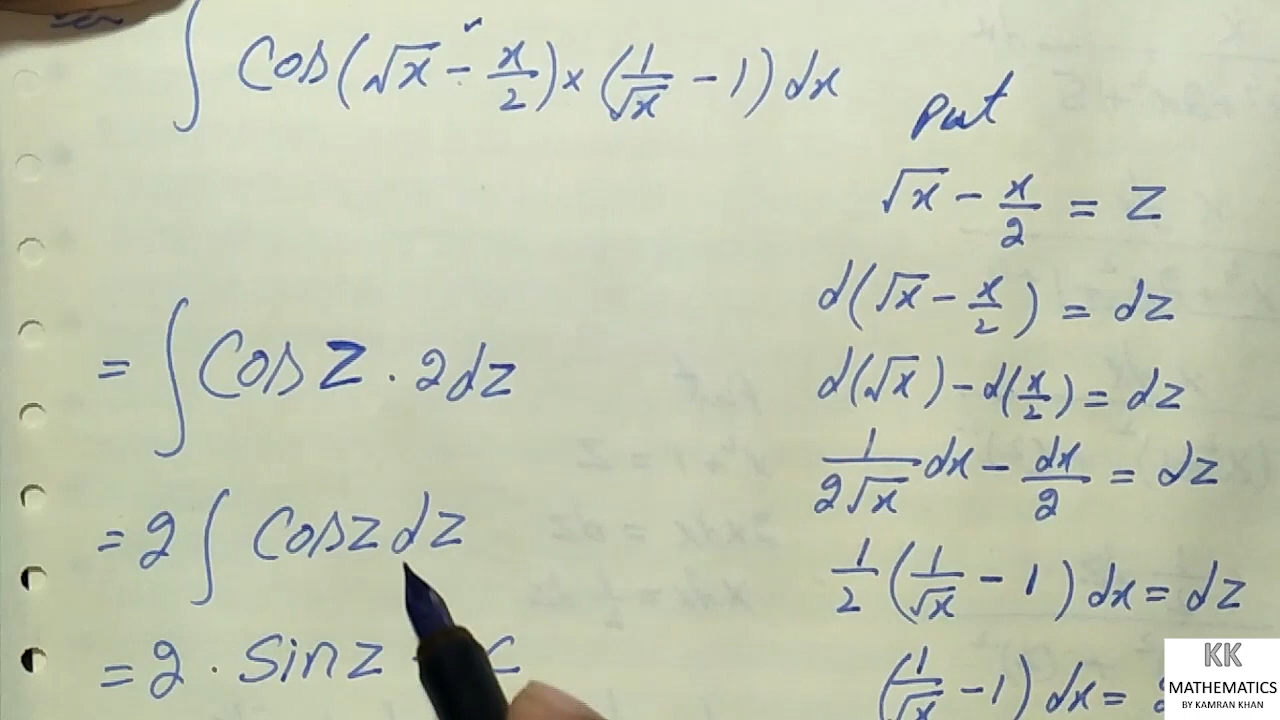 ∫ Cos(√x - x/2) × (1/√x - 1) dx
= ∫ Cos z . 2dz
= 2 ∫ Cos z dz
= 2 . Sin z
Put
√x - x/2 = z
d(√x - x/2) = dz
d(√x) - d(x/2) = dz
1/(2√x) dx - dx/2 = dz
1/2 (1/√x - 1) dx = dz
(1/√x - 1) dx =
KK
MATHEMATICS
BY KAMRAN KHAN